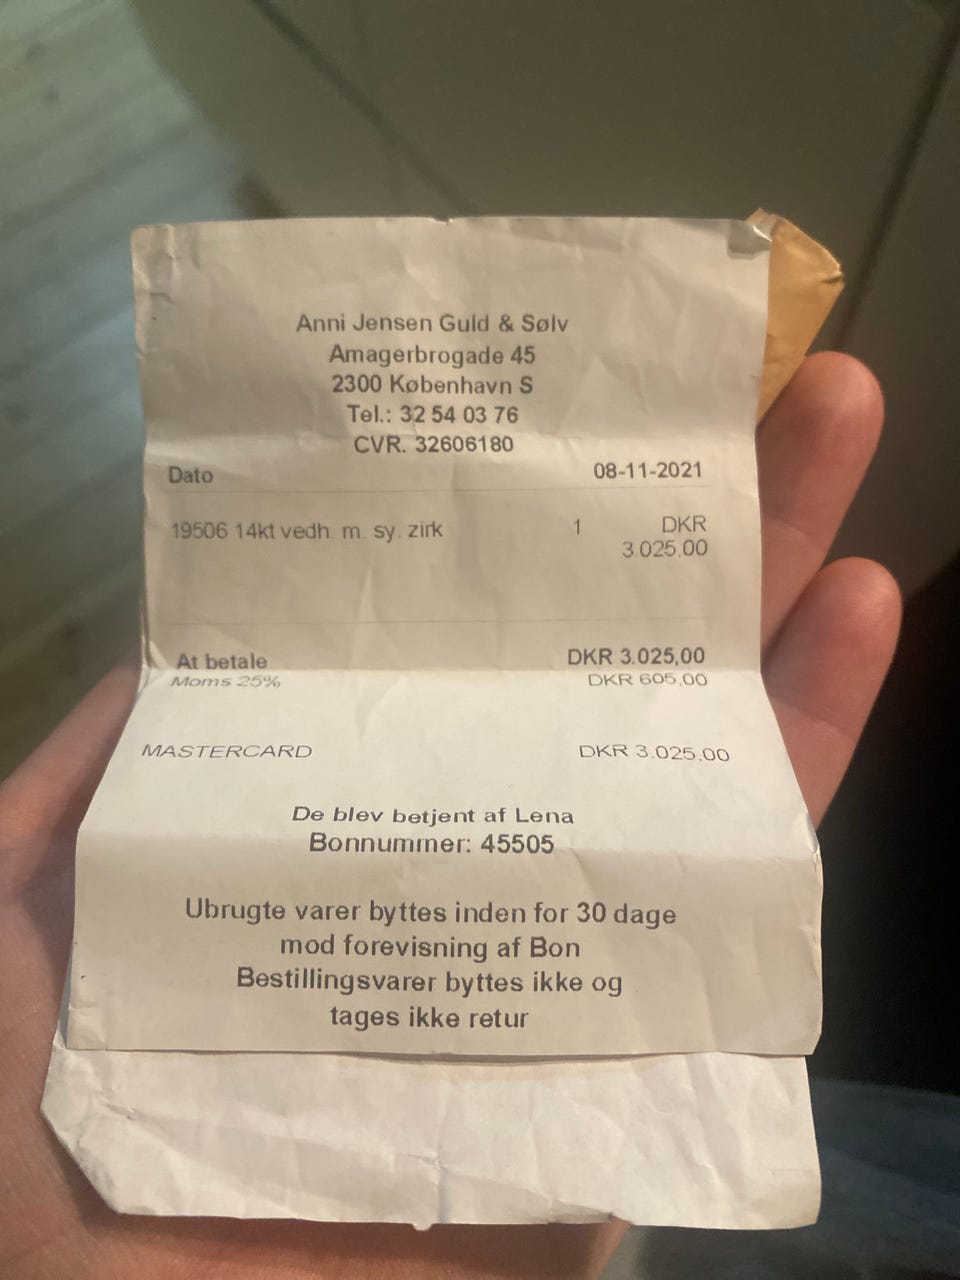 Anni Jensen Guld & Sølv
Amagerbrogade 45
2300 København S
Tel.: 32 54 03 76
CVR. 32606180
Dato 08-11-2021
19506 14kt vedh. m. sy. zirk 1 DKR
3.025,00
At betale DKR 3.025,00
Moms 25% DKR 605,00
MASTERCARD DKR 3.025,00
De blev betjent af Lena
Bonnummer: 45505
Ubrugte varer byttes inden for 30 dage
mod forevisning af Bon
Bestillingsvarer byttes ikke og
tages ikke retur